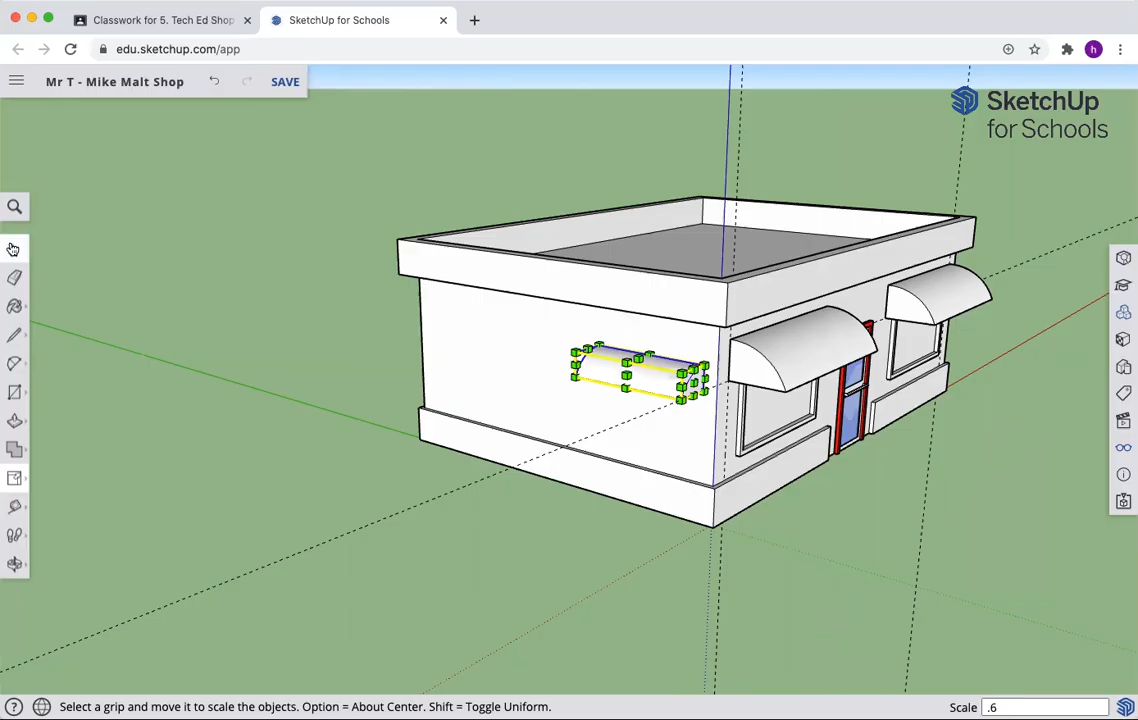 Classwork for 5. Tech Ed Shop
SketchUp for Schools
edu.sketchup.com/app
h
Mr T - Mike Malt Shop
SAVE
SketchUp
for Schools
Select a grip and move it to scale the objects. Option = About Center. Shift = Toggle Uniform.
Scale
.6